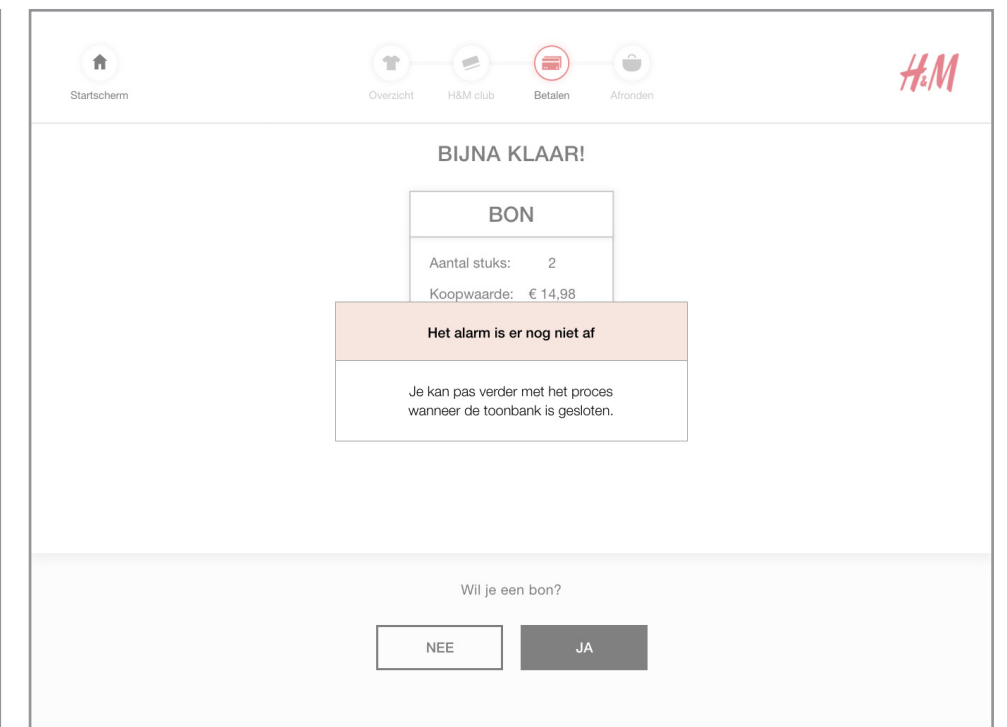 Startscherm
Overzicht
H&M club
Betalen
Afronden
H&M
BIJNA KLAAR!
BON
Aantal stuks: 2
Koopwaarde: € 14,98
Het alarm is er nog niet af
Je kan pas verder met het proces
wanneer de toonbank is gesloten.
Wil je een bon?
NEE
JA